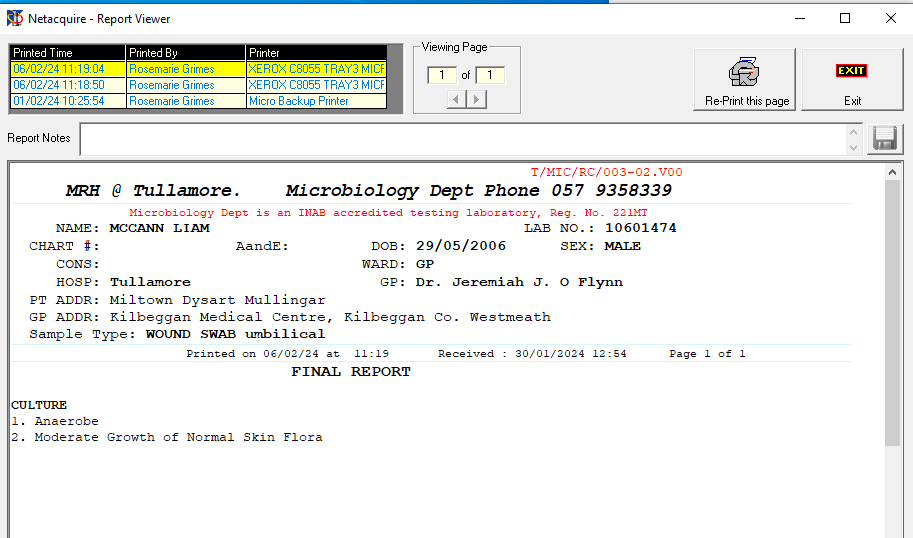 Netacquire - Report Viewer
Printed Time Printed By Printer
06/02/24 11:19:04 Rosemarie Grimes XEROX C8055 TRAY3 MICF
06/02/24 11:18:50 Rosemarie Grimes XEROX C8055 TRAY3 MICF
01/02/24 10:25:54 Rosemarie Grimes Micro Backup Printer
Viewing Page
1 of 1
Re-Print this page
EXIT
Exit
Report Notes
T/MIC/RC/003-02.V00
MRH @ Tullamore. Microbiology Dept Phone 057 9358339
Microbiology Dept is an INAB accredited testing laboratory, Reg. No. 221MT
NAME: MCCANN LIAM LAB NO.: 10601474
CHART #: AandE: DOB: 29/05/2006 SEX: MALE
CONS: WARD: GP
HOSP: Tullamore GP: Dr. Jeremiah J. O Flynn
PT ADDR: Miltown Dysart Mullingar
GP ADDR: Kilbeggan Medical Centre, Kilbeggan Co. Westmeath
Sample Type: WOUND SWAB umbilical
Printed on 06/02/24 at 11:19 Received : 30/01/2024 12:54 Page 1 of 1
FINAL REPORT
CULTURE
1. Anaerobe
2. Moderate Growth of Normal Skin Flora